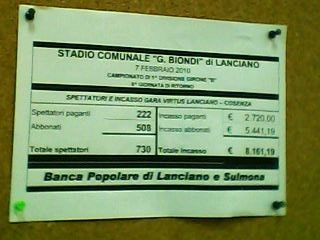 STADIO COMUNALE "G. BIONDI" di LANCIANO
7 FEBBRAIO 2010
CAMPIONATO DI 1ª DIVISIONE GIRONE "B"
5ª GIORNATA DI RITORNO
SPETTATORI E INCASSO GARA VIRTUS LANCIANO – COSENZA
Spettatori paganti 222 Incasso paganti € 2.720,00
Abbonati 508 Incasso abbonati € 5.441,19
Totale spettatori 730 Totale incasso € 8.161,19
Banca Popolare di Lanciano e Sulmona